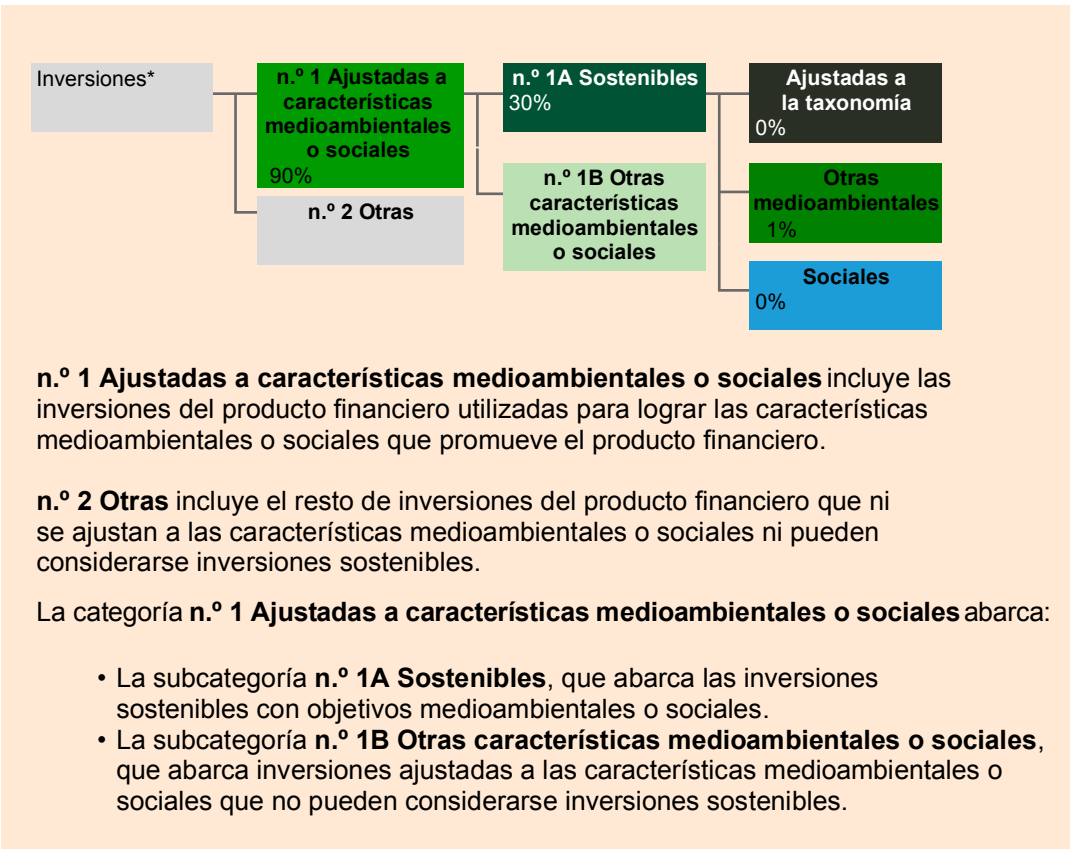 Inversiones*
n.º 1 Ajustadas a
características
medioambientales
o sociales
90%
n.º 2 Otras
n.º 1A Sostenibles
30%
n.º 1B Otras
características
medioambientales
o sociales
Ajustadas a
la taxonomía
0%
Otras
medioambientales
1%
Sociales
0%
n.º 1 Ajustadas a características medioambientales o sociales incluye las
inversiones del producto financiero utilizadas para lograr las características
medioambientales o sociales que promueve el producto financiero.
n.º 2 Otras incluye el resto de inversiones del producto financiero que ni
se ajustan a las características medioambientales o sociales ni pueden
considerarse inversiones sostenibles.
La categoría n.º 1 Ajustadas a características medioambientales o sociales abarca:
• La subcategoría n.º 1A Sostenibles, que abarca las inversiones
sostenibles con objetivos medioambientales o sociales.
• La subcategoría n.º 1B Otras características medioambientales o sociales,
que abarca inversiones ajustadas a las características medioambientales o
sociales que no pueden considerarse inversiones sostenibles.